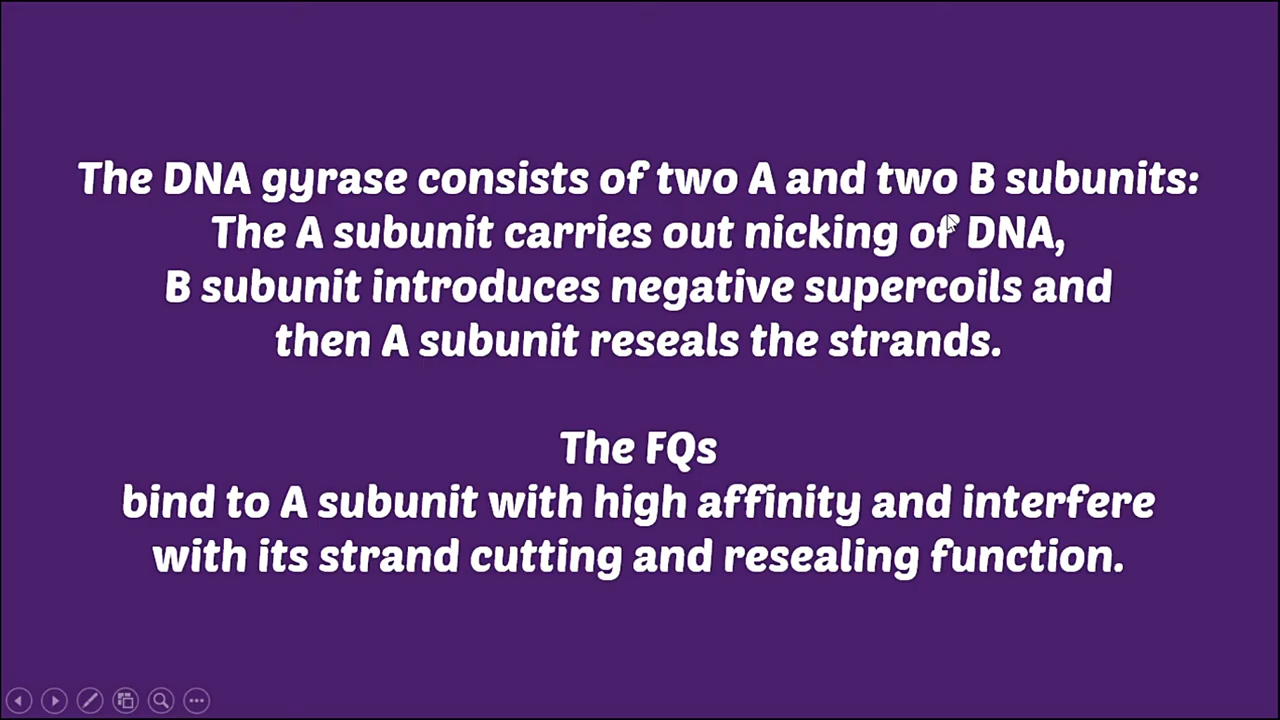 The DNA gyrase consists of two A and two B subunits:
The A subunit carries out nicking of DNA,
B subunit introduces negative supercoils and
then A subunit reseals the strands.
The FQs
bind to A subunit with high affinity and interfere
with its strand cutting and resealing function.